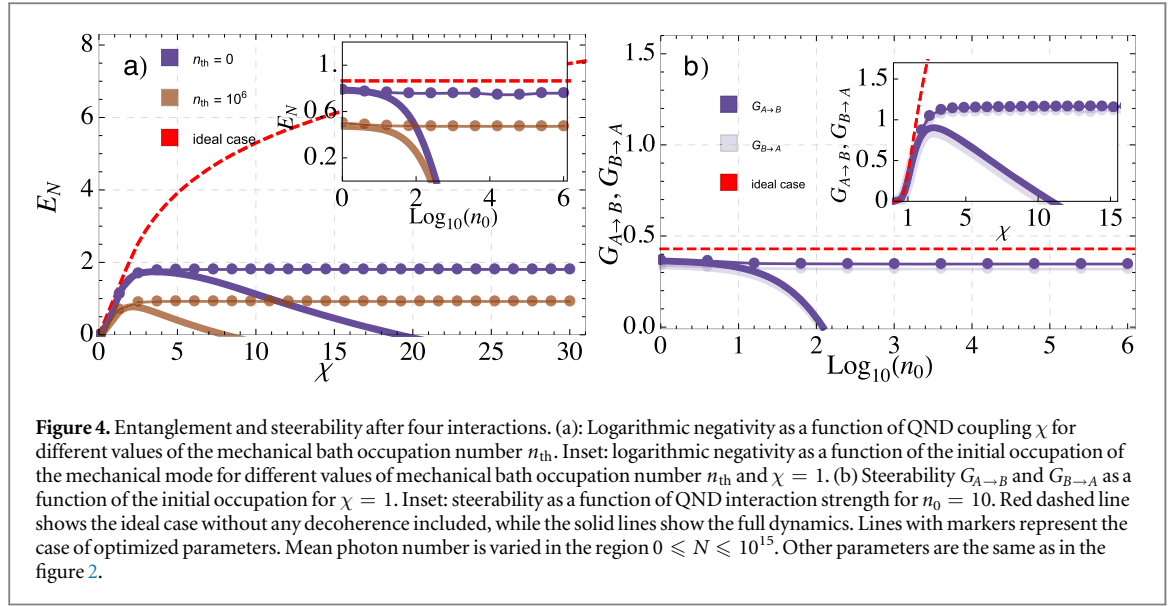 a)
n_th = 0
n_th = 10^6
ideal case
E_N
8
6
4
2
0
0 5 10 15 20 25 30
χ
E_N
1.
0.6
0.2
0 2 4 6
Log_10(n_0)
b)
G_{A→B}
G_{B→A}
ideal case
G_{A→B}, G_{B→A}
1.5
1.0
0.5
0.0
0 1 2 3 4 5 6
Log_10(n_0)
G_{A→B}, G_{B→A}
1.5
1
0.5
0
1 5 10 15
χ
Figure 4. Entanglement and steerability after four interactions. (a): Logarithmic negativity as a function of QND coupling χ for
different values of the mechanical bath occupation number n_th. Inset: logarithmic negativity as a function of the initial occupation of
the mechanical mode for different values of mechanical bath occupation number n_th and χ = 1. (b) Steerability G_{A→B} and G_{B→A} as a
function of the initial occupation for χ = 1. Inset: steerability as a function of QND interaction strength for n_0 = 10. Red dashed line
shows the ideal case without any decoherence included, while the solid lines show the full dynamics. Lines with markers represent the
case of optimized parameters. Mean photon number is varied in the region 0 ⩽ N ⩽ 10^15. Other parameters are the same as in the
figure 2.